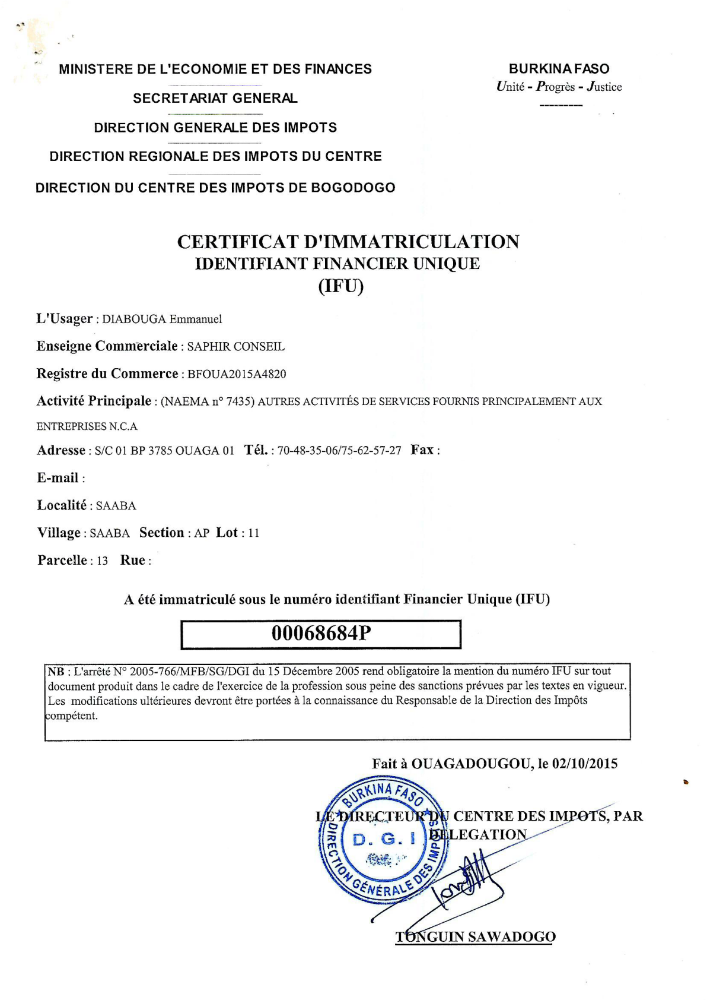 MINISTERE DE L'ECONOMIE ET DES FINANCES
SECRETARIAT GENERAL
DIRECTION GENERALE DES IMPOTS
DIRECTION REGIONALE DES IMPOTS DU CENTRE
DIRECTION DU CENTRE DES IMPOTS DE BOGODOGO
BURKINA FASO
Unité - Progrès - Justice
---------
CERTIFICAT D'IMMATRICULATION
IDENTIFIANT FINANCIER UNIQUE
(IFU)
L'Usager : DIABOUGA Emmanuel
Enseigne Commerciale : SAPHIR CONSEIL
Registre du Commerce : BFOUA2015A4820
Activité Principale : (NAEMA n° 7435) AUTRES ACTIVITÉS DE SERVICES FOURNIS PRINCIPALEMENT AUX
ENTREPRISES N.C.A
Adresse : S/C 01 BP 3785 OUAGA 01 Tél. : 70-48-35-06/75-62-57-27 Fax :
E-mail :
Localité : SAABA
Village : SAABA Section : AP Lot : 11
Parcelle : 13 Rue :
A été immatriculé sous le numéro identifiant Financier Unique (IFU)
00068684P
NB : L'arrêté N° 2005-766/MFB/SG/DGI du 15 Décembre 2005 rend obligatoire la mention du numéro IFU sur tout
document produit dans le cadre de l'exercice de la profession sous peine des sanctions prévues par les textes en vigueur.
Les modifications ultérieures devront être portées à la connaissance du Responsable de la Direction des Impôts
compétent.
Fait à OUAGADOUGOU, le 02/10/2015
LE DIRECTEUR DU CENTRE DES IMPOTS, PAR
DELEGATION
BURKINA FASO
D. G. I
DIRECTION GÉNÉRALE DES IMPOTS
TONGUIN SAWADOGO